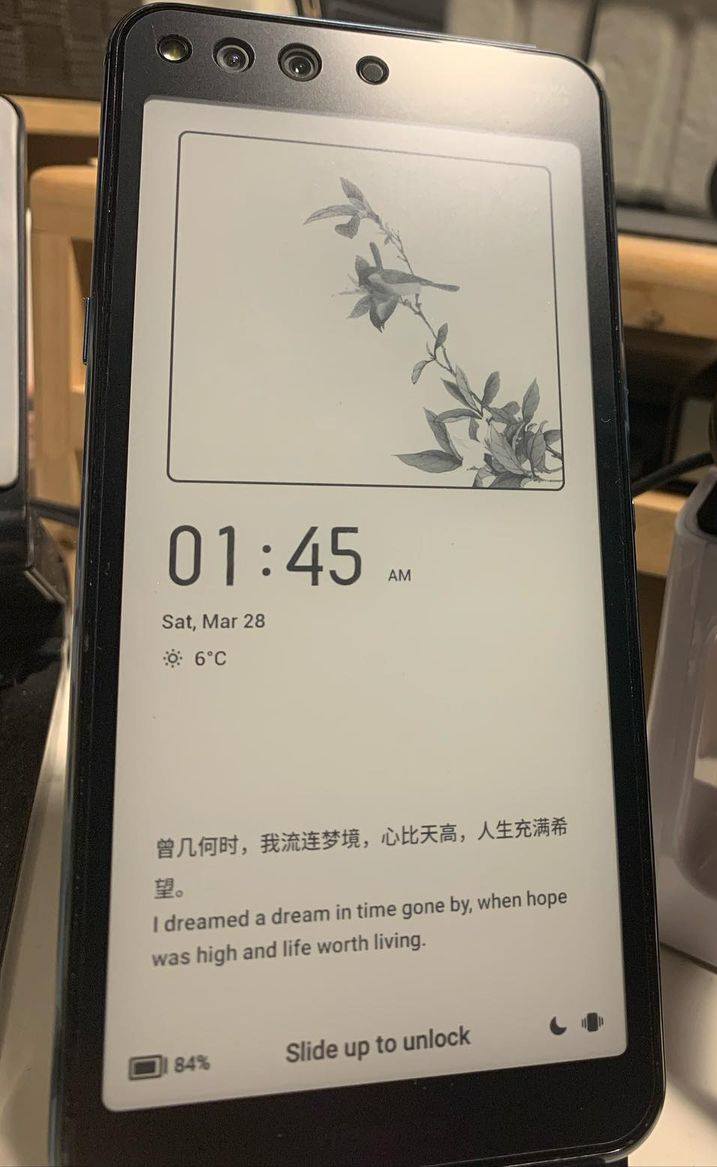 01:45 AM
Sat, Mar 28
6°C
曾几何时，我流连梦境，心比天高，人生充满希
望。
I dreamed a dream in time gone by, when hope
was high and life worth living.
84%
Slide up to unlock